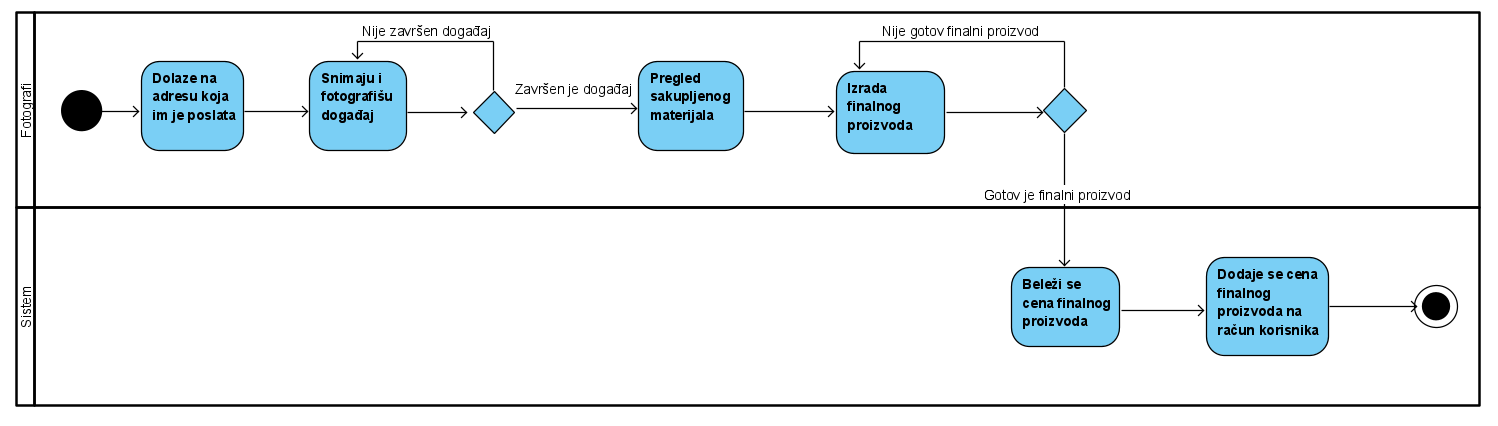 Fotografi
Dolaze na
adresu koja
im je poslata
Nije završen događaj
Snimaju i
fotografišu
događaj
Završen je događaj
Pregled
sakupljenog
materijala
Nije gotov finalni proizvod
Izrada
finalnog
proizvoda
Gotov je finalni proizvod
Sistem
Beleži se
cena finalnog
proizvoda
Dodaje se cena
finalnog
proizvoda na
račun korisnika